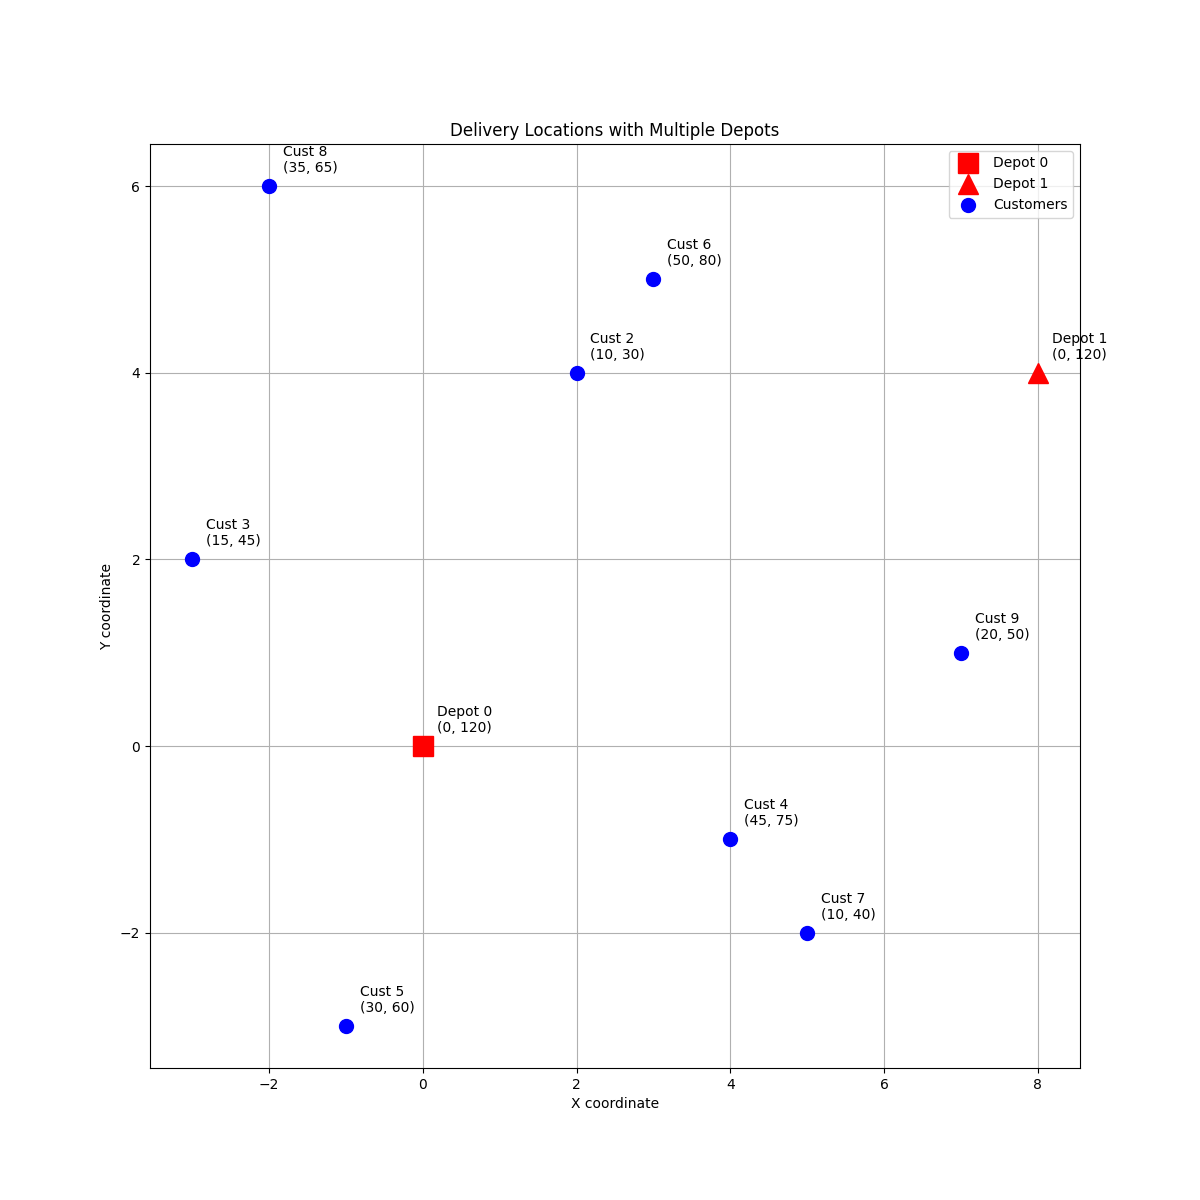 Delivery Locations with Multiple Depots
Depot 0
Depot 1
Customers
Cust 8
(35, 65)
Cust 6
(50, 80)
Cust 2
(10, 30)
Depot 1
(0, 120)
Cust 3
(15, 45)
Cust 9
(20, 50)
Depot 0
(0, 120)
Cust 4
(45, 75)
Cust 7
(10, 40)
Cust 5
(30, 60)
6
4
2
0
−2
Y coordinate
−2
0
2
4
6
8
X coordinate